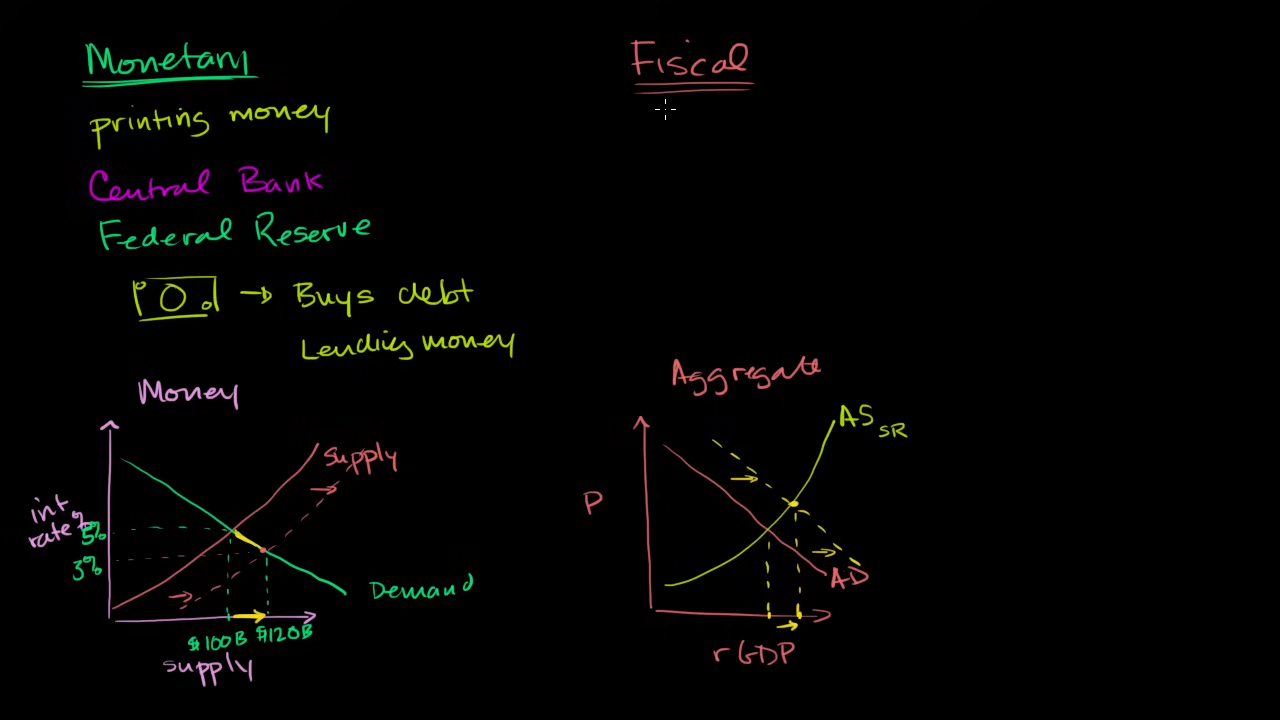 Monetary
printing money
Central Bank
Federal Reserve
→ Buys debt
Lending money
Money
int
rate %
5%
3%
supply
Demand
$100B
$120B
supply
Fiscal
Aggregate
P
AS SR
AD
rGDP